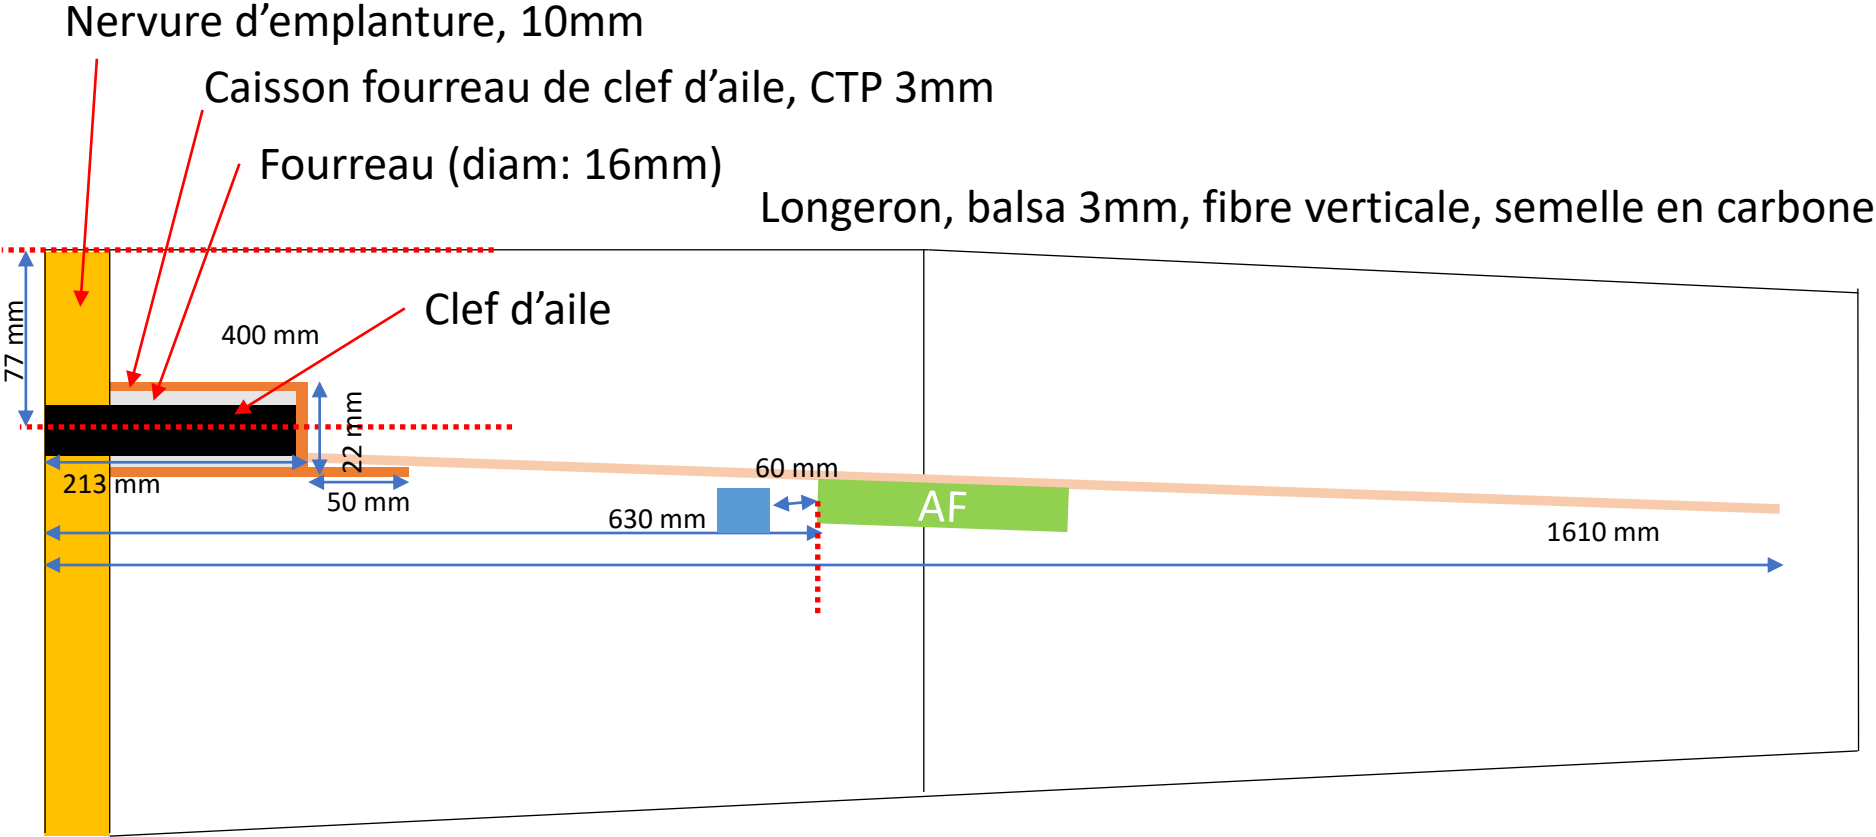 Nervure d’emplanture, 10mm
Caisson fourreau de clef d’aile, CTP 3mm
Fourreau (diam: 16mm)
Longeron, balsa 3mm, fibre verticale, semelle en carbone
Clef d’aile
77 mm
400 mm
22 mm
213 mm
50 mm
60 mm
AF
630 mm
1610 mm